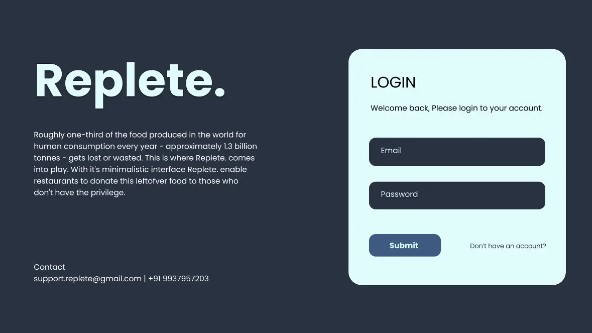 Replete.
Roughly one-third of the food produced in the world for
human consumption every year - approximately 1.3 billion
tonnes - gets lost or wasted. This is where Replete. comes
into play. With it's minimalistic interface Replete. enable
restaurants to donate this leftofver food to those who
don't have the privilege.
Contact
support.replete@gmail.com | +91 9937957203
LOGIN
Welcome back, Please login to your account.
Email
Password
Submit
Don't have an account?